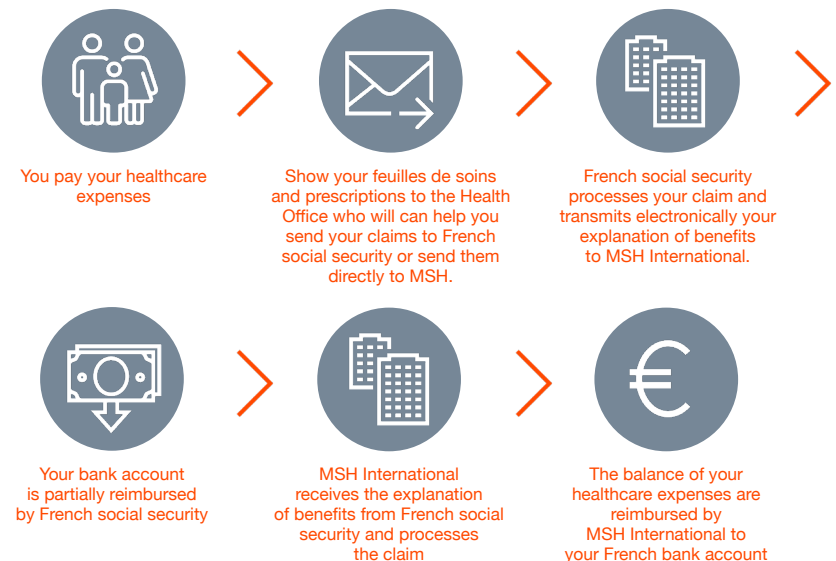 You pay your healthcare
expenses
Show your feuilles de soins
and prescriptions to the Health
Office who will can help you
send your claims to French
social security or send them
directly to MSH.
French social security
processes your claim and
transmits electronically your
explanation of benefits
to MSH International.
Your bank account
is partially reimbursed
by French social security
MSH International
receives the explanation
of benefits from French social
security and processes
the claim
€
The balance of your
healthcare expenses are
reimbursed by
MSH International to
your French bank account